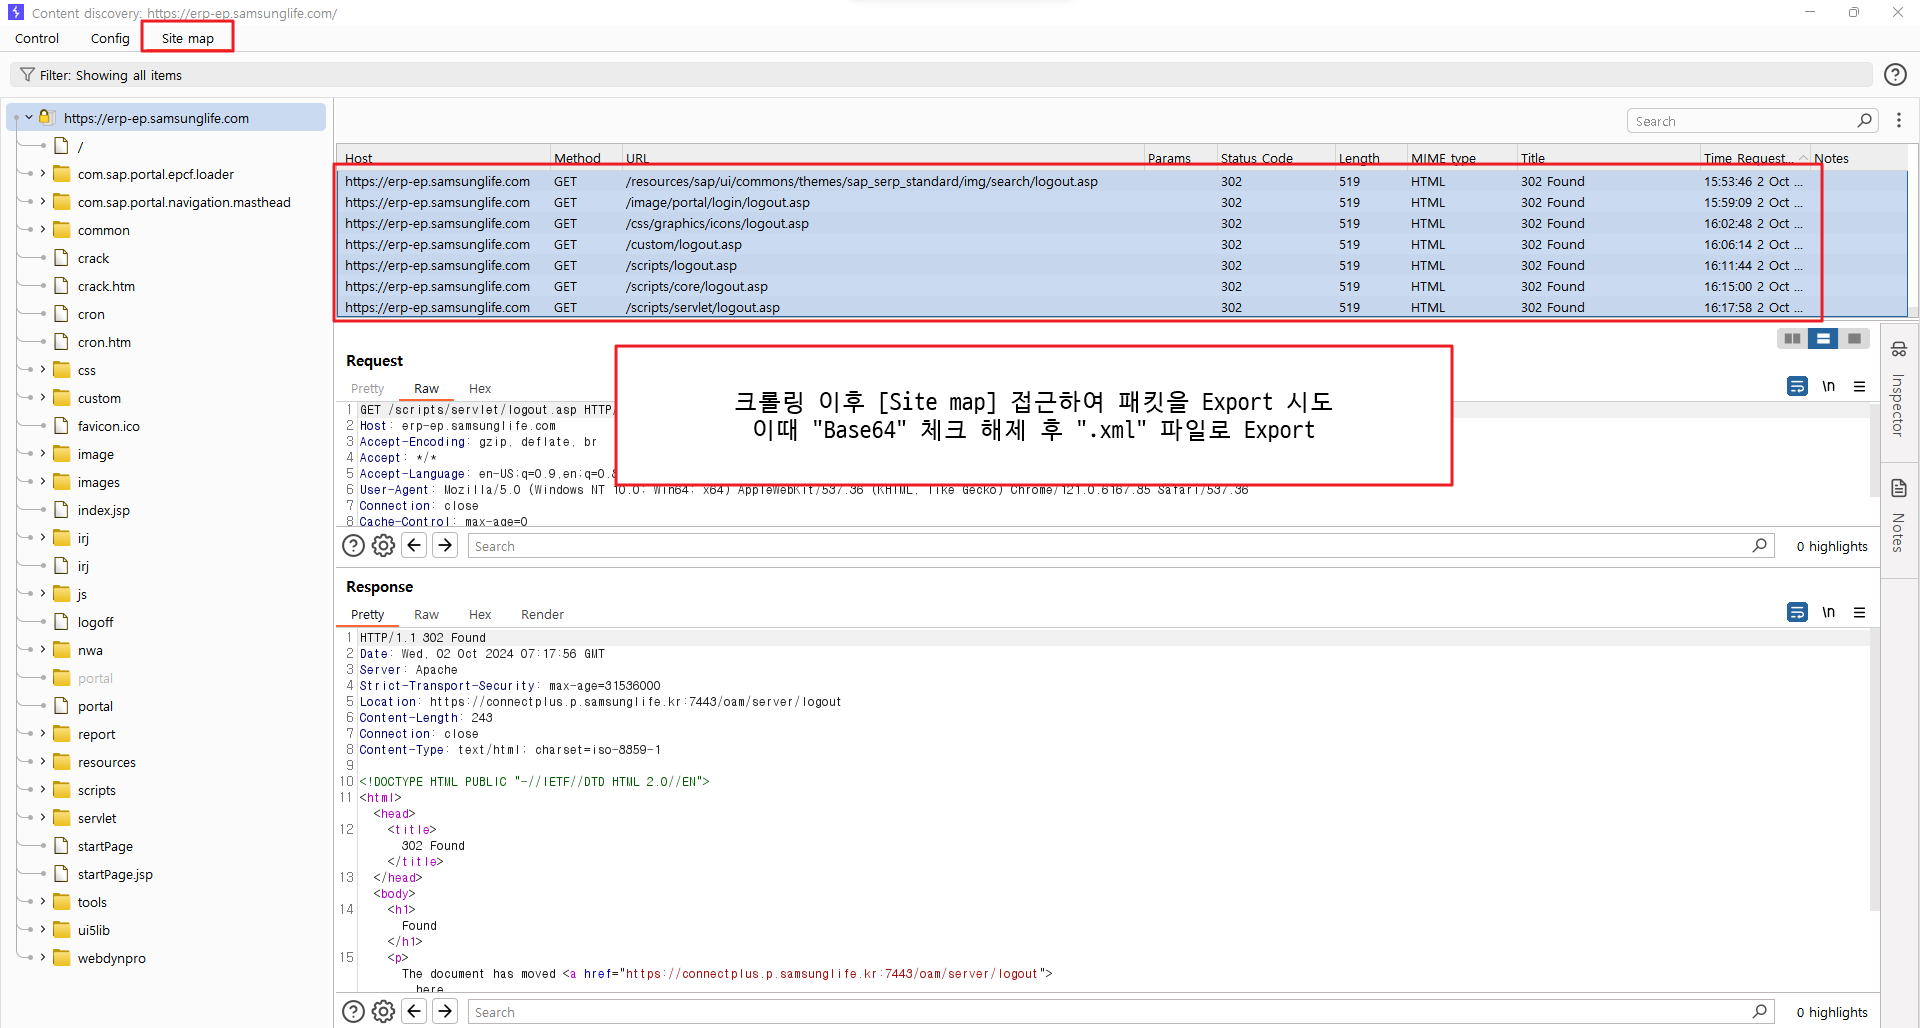 Content discovery: https://erp-ep.samsunglife.com/
Control Config Site map
Filter: Showing all items
https://erp-ep.samsunglife.com
/
com.sap.portal.epcf.loader
com.sap.portal.navigation.masthead
common
crack
crack.htm
cron
cron.htm
css
custom
favicon.ico
image
images
index.jsp
irj
irj
js
logoff
nwa
portal
portal
report
resources
scripts
servlet
startPage
startPage.jsp
tools
ui5lib
webdynpro
Search
Host Method URL Params Status Code Length MIME type Title Time Request... Notes
https://erp-ep.samsunglife.com GET /resources/sap/ui/commons/themes/sap_serp_standard/img/search/logout.asp 302 519 HTML 302 Found 15:53:46 2 Oct ...
https://erp-ep.samsunglife.com GET /image/portal/login/logout.asp 302 519 HTML 302 Found 15:59:09 2 Oct ...
https://erp-ep.samsunglife.com GET /css/graphics/icons/logout.asp 302 519 HTML 302 Found 16:02:48 2 Oct ...
https://erp-ep.samsunglife.com GET /custom/logout.asp 302 519 HTML 302 Found 16:06:14 2 Oct ...
https://erp-ep.samsunglife.com GET /scripts/logout.asp 302 519 HTML 302 Found 16:11:44 2 Oct ...
https://erp-ep.samsunglife.com GET /scripts/core/logout.asp 302 519 HTML 302 Found 16:15:00 2 Oct ...
https://erp-ep.samsunglife.com GET /scripts/servlet/logout.asp 302 519 HTML 302 Found 16:17:58 2 Oct ...
크롤링 이후 [Site map] 접근하여 패킷을 Export 시도
이때 "Base64" 체크 해제 후 ".xml" 파일로 Export
Request
Pretty Raw Hex
\n
1 GET /scripts/servlet/logout.asp HTTP/
2 Host: erp-ep.samsunglife.com
3 Accept-Encoding: gzip, deflate, br
4 Accept: */*
5 Accept-Language: en-US;q=0.9,en;q=0.8
6 User-Agent: Mozilla/5.0 (Windows NT 10.0; Win64; x64) AppleWebKit/537.36 (KHTML, like Gecko) Chrome/121.0.6167.85 Safari/537.36
7 Connection: close
8 Cache-Control: max-age=0
Search
0 highlights
Response
Pretty Raw Hex Render
\n
1 HTTP/1.1 302 Found
2 Date: Wed, 02 Oct 2024 07:17:56 GMT
3 Server: Apache
4 Strict-Transport-Security: max-age=31536000
5 Location: https://connectplus.p.samsunglife.kr:7443/oam/server/logout
6 Content-Length: 243
7 Connection: close
8 Content-Type: text/html; charset=iso-8859-1
9
10 <!DOCTYPE HTML PUBLIC "-//IETF//DTD HTML 2.0//EN">
11 <html>
<head>
12 <title>
302 Found
</title>
13 </head>
<body>
14 <h1>
Found
</h1>
15 <p>
The document has moved <a href="https://connectplus.p.samsunglife.kr:7443/oam/server/logout">
here
Search
0 highlights
Inspector
Notes